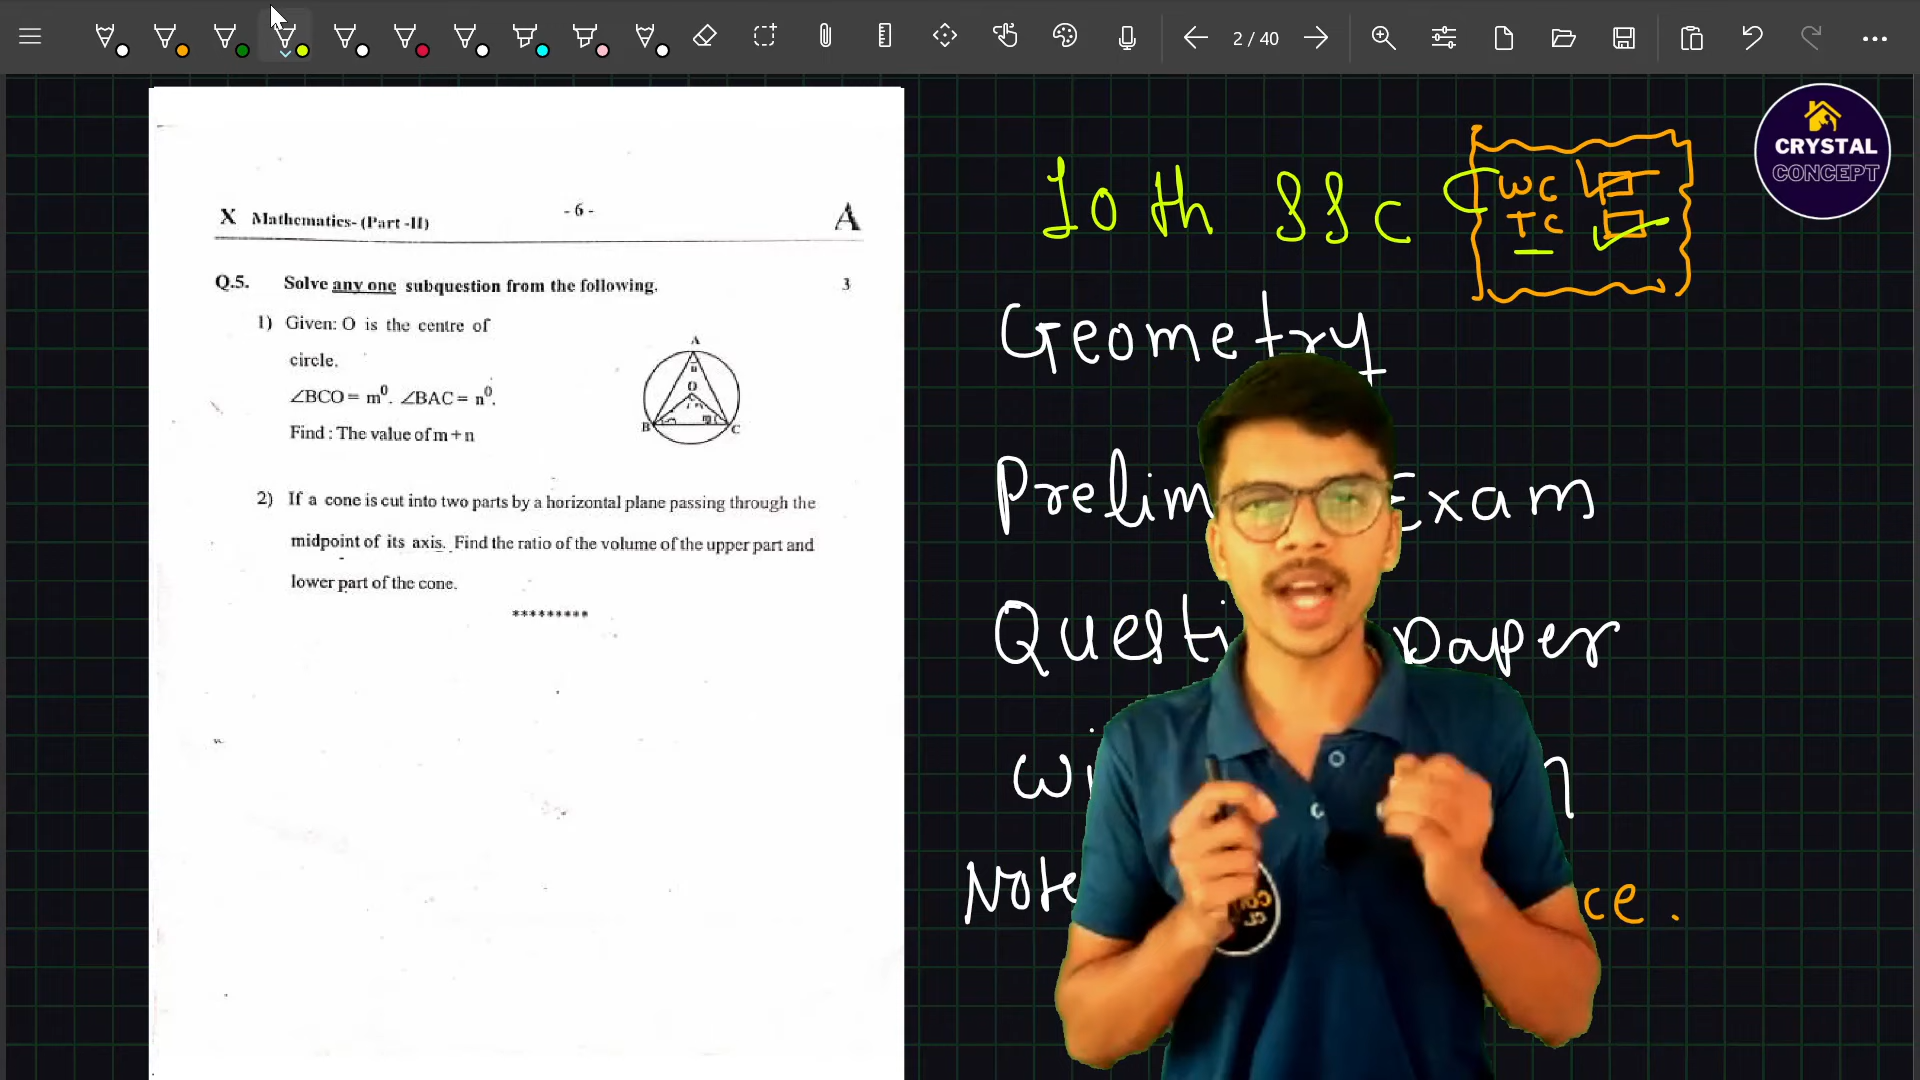 2 / 40
CRYSTAL
CONCEPT
X Mathematics- (Part -II)
- 6 -
A
Q.5. Solve any one subquestion from the following.
3
1) Given: O is the centre of
circle.
∠BCO = m⁰. ∠BAC = n⁰.
Find : The value of m + n
A
n
O
B
m
C
2) If a cone is cut into two parts by a horizontal plane passing through the
midpoint of its axis. Find the ratio of the volume of the upper part and
lower part of the cone.
*********
10 th SSC
WC
TC
Geometry
Prelim Exam
Questi paper
wi
Note
ce.